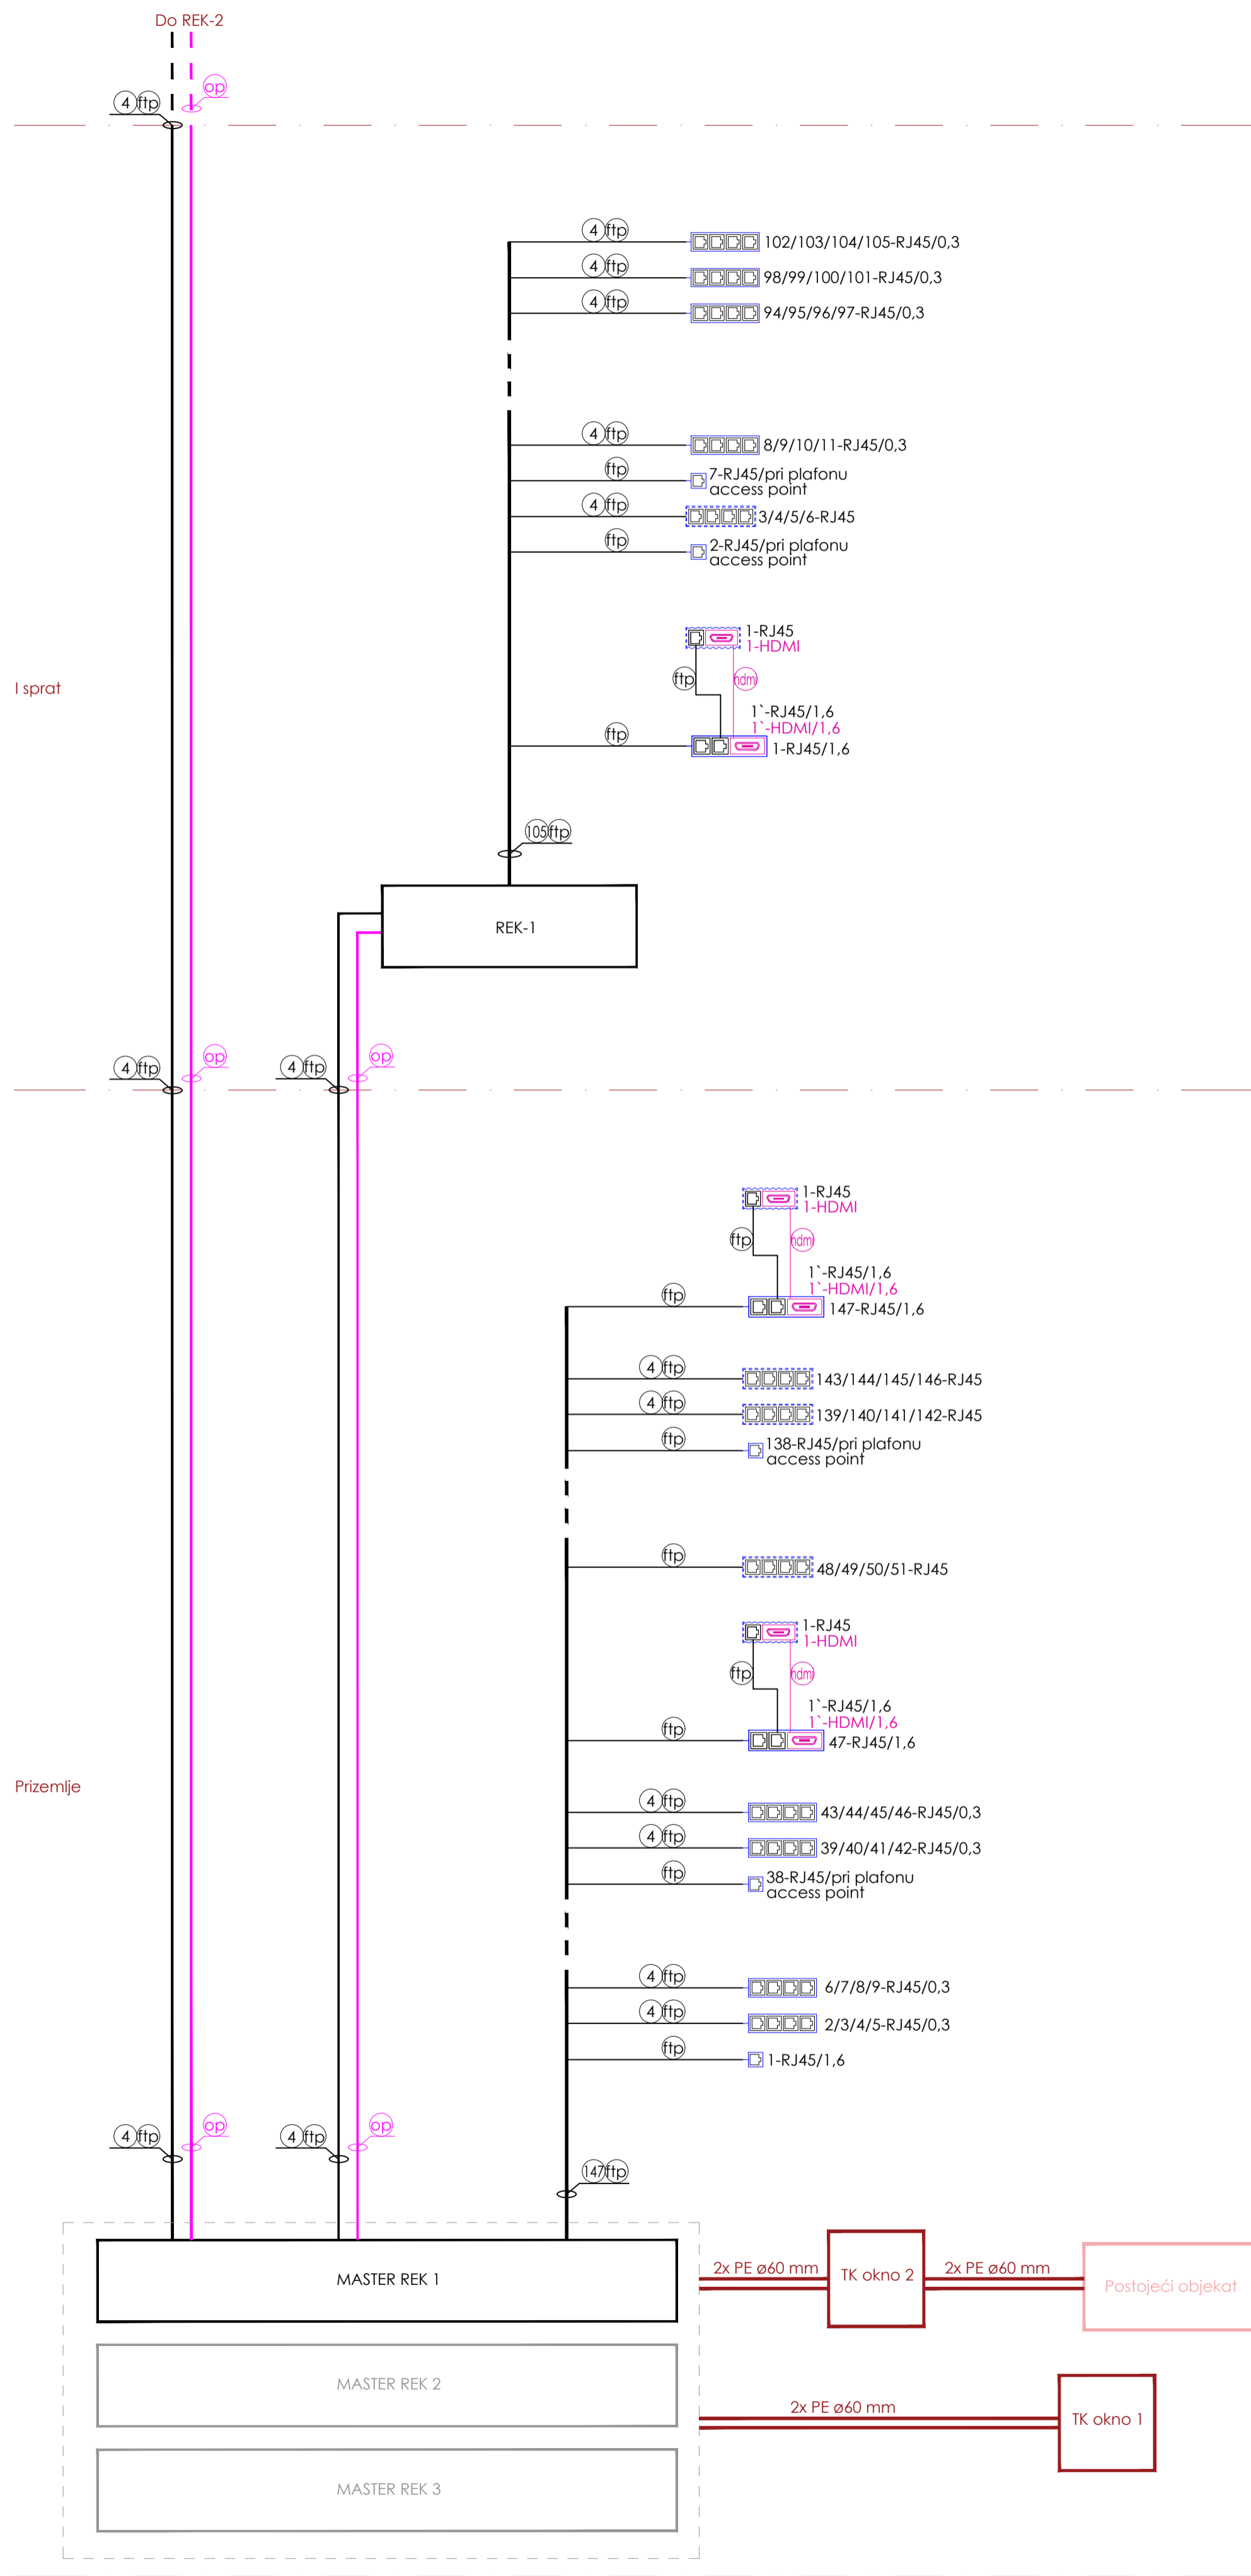 Do REK-2
op
4 ftp
4 ftp
102/103/104/105-RJ45/0,3
4 ftp
98/99/100/101-RJ45/0,3
4 ftp
94/95/96/97-RJ45/0,3
4 ftp
8/9/10/11-RJ45/0,3
ftp
7-RJ45/pri plafonu
access point
4 ftp
3/4/5/6-RJ45
ftp
2-RJ45/pri plafonu
access point
1-RJ45
1-HDMI
I sprat
ftp
hdmi
1`-RJ45/1,6
1`-HDMI/1,6
ftp
1-RJ45/1,6
105 ftp
REK-1
4 ftp
op
4 ftp
op
1-RJ45
1-HDMI
ftp
hdmi
1`-RJ45/1,6
1`-HDMI/1,6
ftp
147-RJ45/1,6
4 ftp
143/144/145/146-RJ45
4 ftp
139/140/141/142-RJ45
ftp
138-RJ45/pri plafonu
access point
ftp
48/49/50/51-RJ45
1-RJ45
1-HDMI
ftp
hdmi
1`-RJ45/1,6
1`-HDMI/1,6
ftp
47-RJ45/1,6
Prizemlje
4 ftp
43/44/45/46-RJ45/0,3
4 ftp
39/40/41/42-RJ45/0,3
ftp
38-RJ45/pri plafonu
access point
4 ftp
6/7/8/9-RJ45/0,3
4 ftp
2/3/4/5-RJ45/0,3
ftp
1-RJ45/1,6
4 ftp
op
4 ftp
op
147 ftp
MASTER REK 1
2x PE ø60 mm
TK okno 2
2x PE ø60 mm
Postojeći objekat
MASTER REK 2
2x PE ø60 mm
TK okno 1
MASTER REK 3